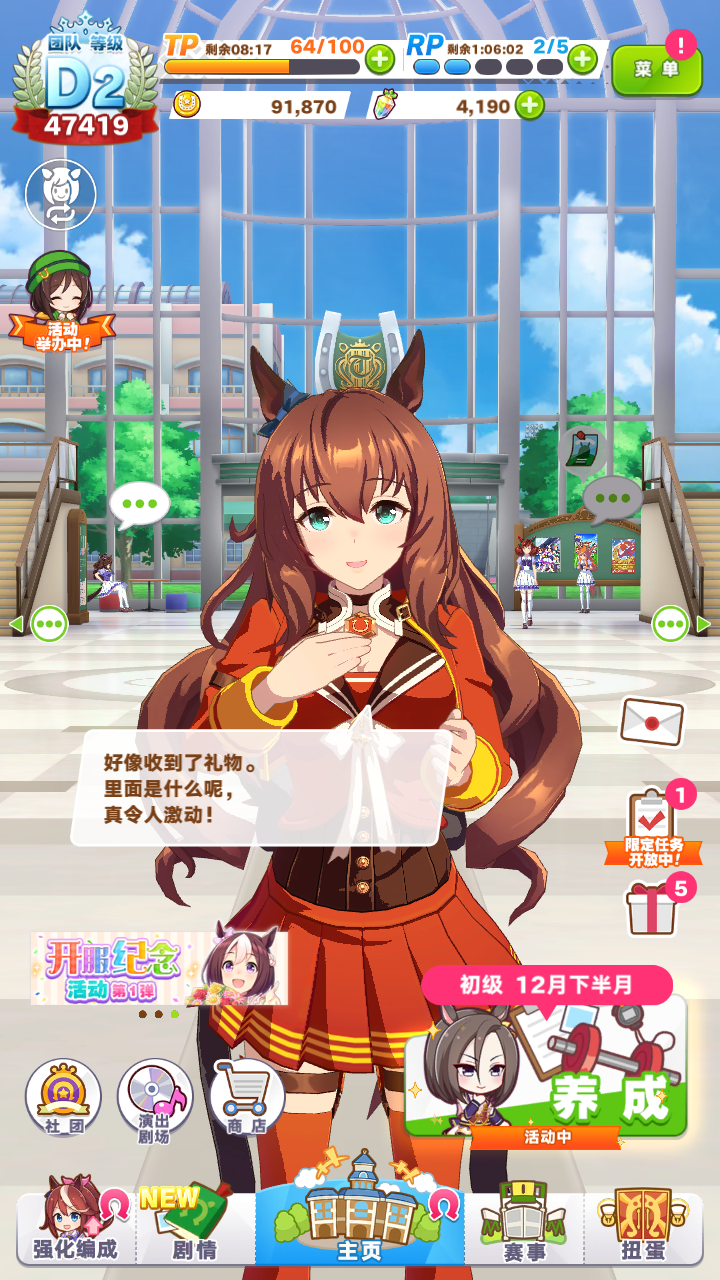 团队 等级
D2
47419
TP 剩余08:17 64/100
RP 剩余1:06:02 2/5
菜单
91,870
4,190
活动
举办中!
好像收到了礼物。
里面是什么呢，
真令人激动！
1
限定任务
开放中!
5
开服纪念
活动 第1弹
初级 12月下半月
养成
活动中
社团
演出
剧场
商店
强化编成
NEW
剧情
主页
赛事
扭蛋